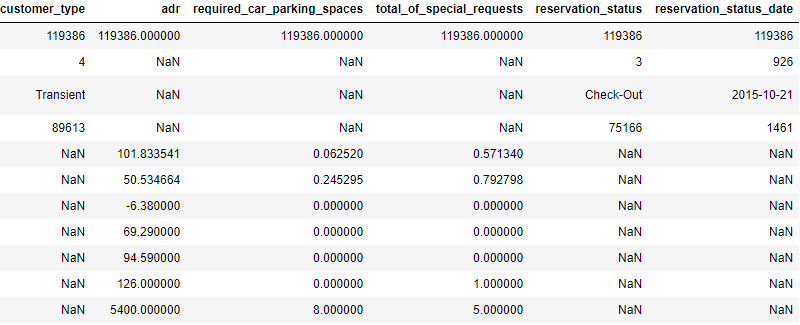 customer_type adr required_car_parking_spaces total_of_special_requests reservation_status reservation_status_date
119386 119386.000000 119386.000000 119386.000000 119386 119386
4 NaN NaN NaN 3 926
Transient NaN NaN NaN Check-Out 2015-10-21
89613 NaN NaN NaN 75166 1461
NaN 101.833541 0.062520 0.571340 NaN NaN
NaN 50.534664 0.245295 0.792798 NaN NaN
NaN -6.380000 0.000000 0.000000 NaN NaN
NaN 69.290000 0.000000 0.000000 NaN NaN
NaN 94.590000 0.000000 0.000000 NaN NaN
NaN 126.000000 0.000000 1.000000 NaN NaN
NaN 5400.000000 8.000000 5.000000 NaN NaN